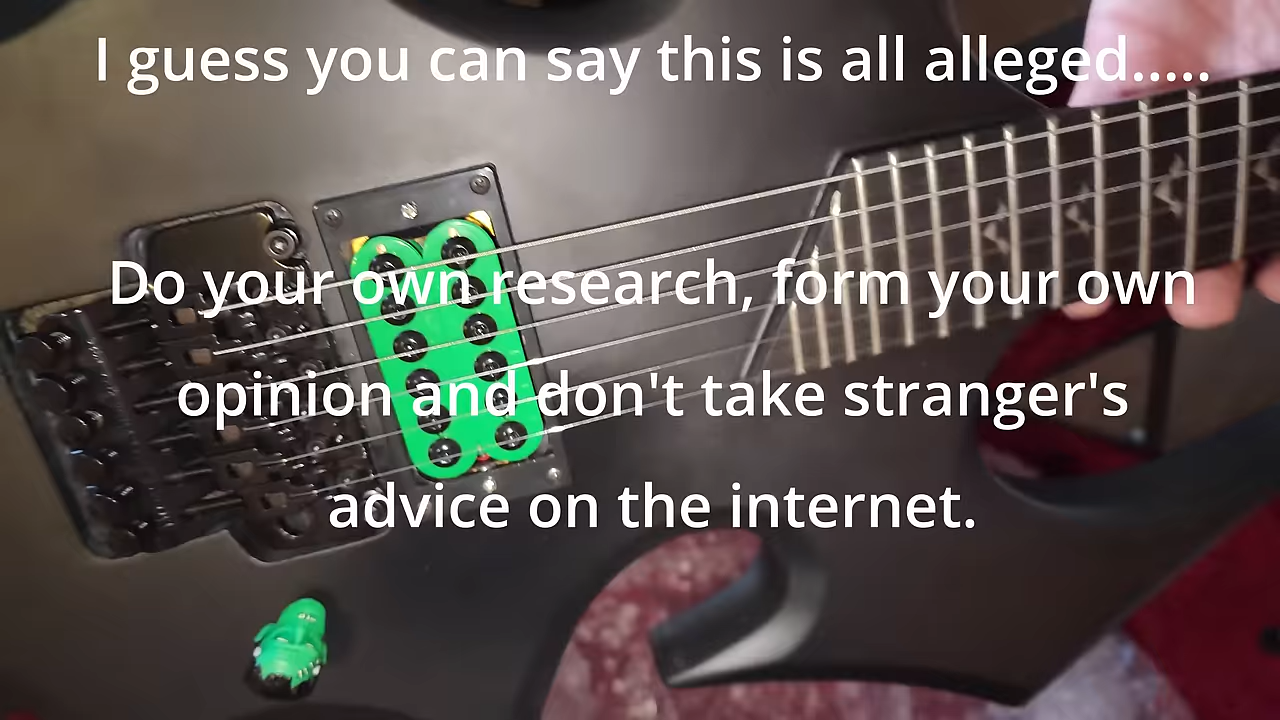 I guess you can say this is all alleged.....
Do your own research, form your own
opinion and don't take stranger's
advice on the internet.